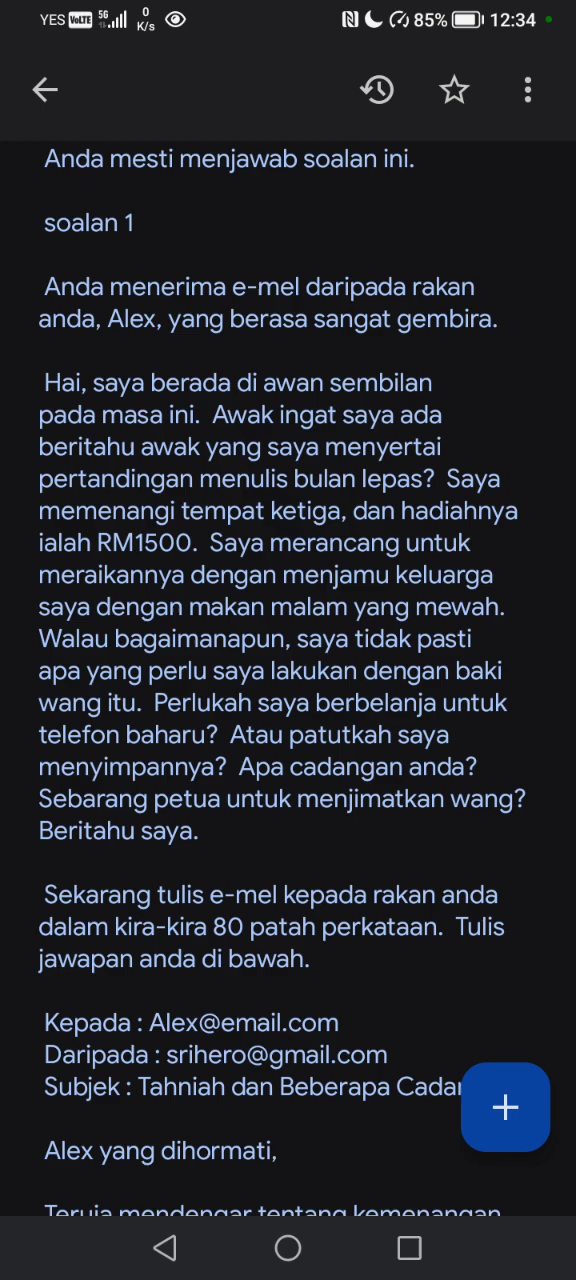 YES VoLTE 5G 0 K/s 85% 12:34
Anda mesti menjawab soalan ini.
soalan 1
Anda menerima e-mel daripada rakan
anda, Alex, yang berasa sangat gembira.
Hai, saya berada di awan sembilan
pada masa ini. Awak ingat saya ada
beritahu awak yang saya menyertai
pertandingan menulis bulan lepas? Saya
memenangi tempat ketiga, dan hadiahnya
ialah RM1500. Saya merancang untuk
meraikannya dengan menjamu keluarga
saya dengan makan malam yang mewah.
Walau bagaimanapun, saya tidak pasti
apa yang perlu saya lakukan dengan baki
wang itu. Perlukah saya berbelanja untuk
telefon baharu? Atau patutkah saya
menyimpannya? Apa cadangan anda?
Sebarang petua untuk menjimatkan wang?
Beritahu saya.
Sekarang tulis e-mel kepada rakan anda
dalam kira-kira 80 patah perkataan. Tulis
jawapan anda di bawah.
Kepada : Alex@email.com
Daripada : srihero@gmail.com
Subjek : Tahniah dan Beberapa
Alex yang dihormati,
Teruja mendengar tentang kemenangan